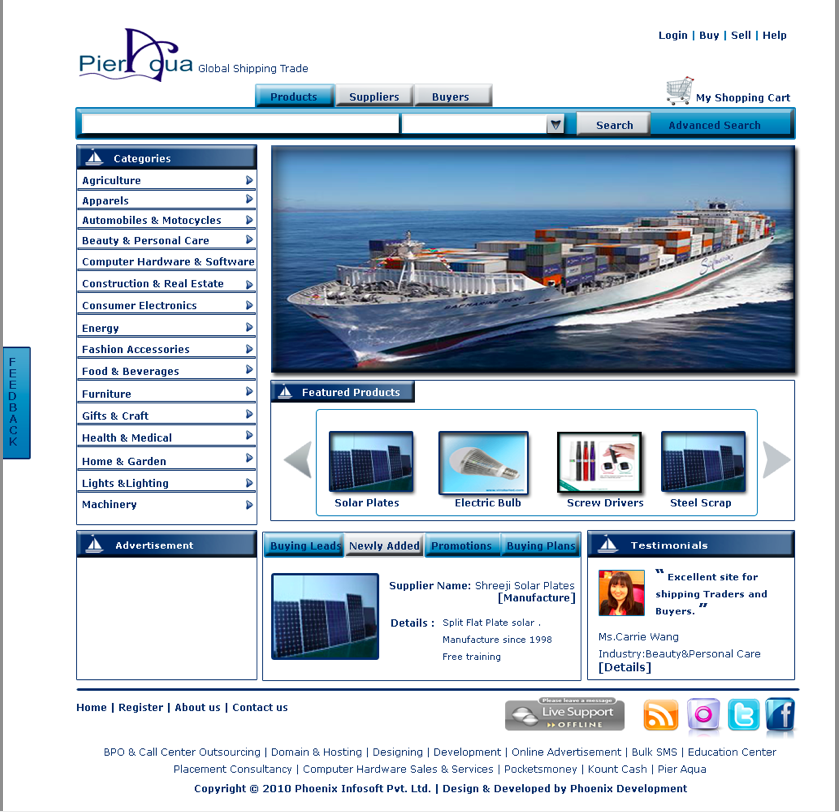 Login | Buy | Sell | Help
PierAqua Global Shipping Trade
Products Suppliers Buyers
My Shopping Cart
Search Advanced Search
Categories
Agriculture
Apparels
Automobiles & Motocycles
Beauty & Personal Care
Computer Hardware & Software
Construction & Real Estate
Consumer Electronics
Energy
Fashion Accessories
Food & Beverages
Furniture
Gifts & Craft
Health & Medical
Home & Garden
Lights &Lighting
Machinery
FEEDBACK
Featured Products
Solar Plates Electric Bulb Screw Drivers Steel Scrap
Advertisement
Buying Leads Newly Added Promotions Buying Plans
Supplier Name: Shreeji Solar Plates
[Manufacture]
Details : Split Flat Plate solar .
Manufacture since 1998
Free training
Testimonials
“ Excellent site for
shipping Traders and
Buyers. ”
Ms.Carrie Wang
Industry:Beauty&Personal Care
[Details]
Home | Register | About us | Contact us
Please leave a message
Live Support
OFFLINE
BPO & Call Center Outsourcing | Domain & Hosting | Designing | Development | Online Advertisement | Bulk SMS | Education Center
Placement Consultancy | Computer Hardware Sales & Services | Pocketsmoney | Kount Cash | Pier Aqua
Copyright © 2010 Phoenix Infosoft Pvt. Ltd. | Design & Developed by Phoenix Development